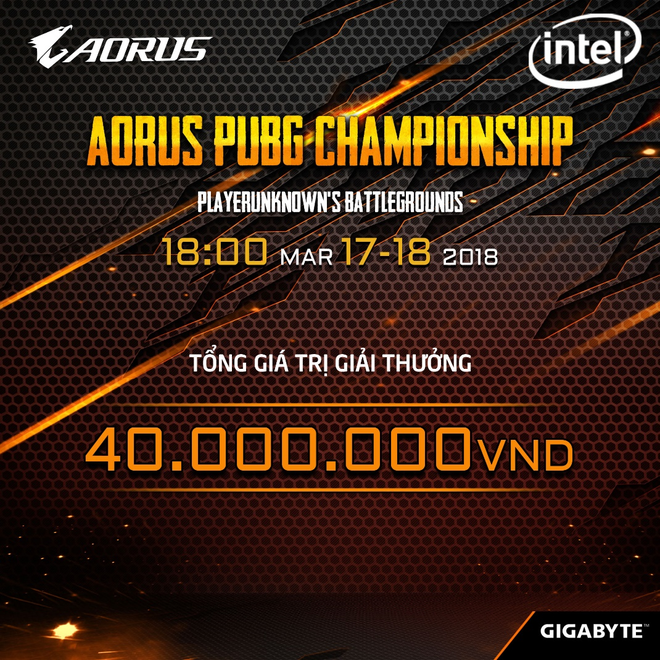 AORUS
intel
AORUS PUBG CHAMPIONSHIP
PLAYERUNKNOWN'S BATTLEGROUNDS
18:00 MAR 17-18 2018
TỔNG GIÁ TRỊ GIẢI THƯỞNG
40.000.000VND
GIGABYTE™